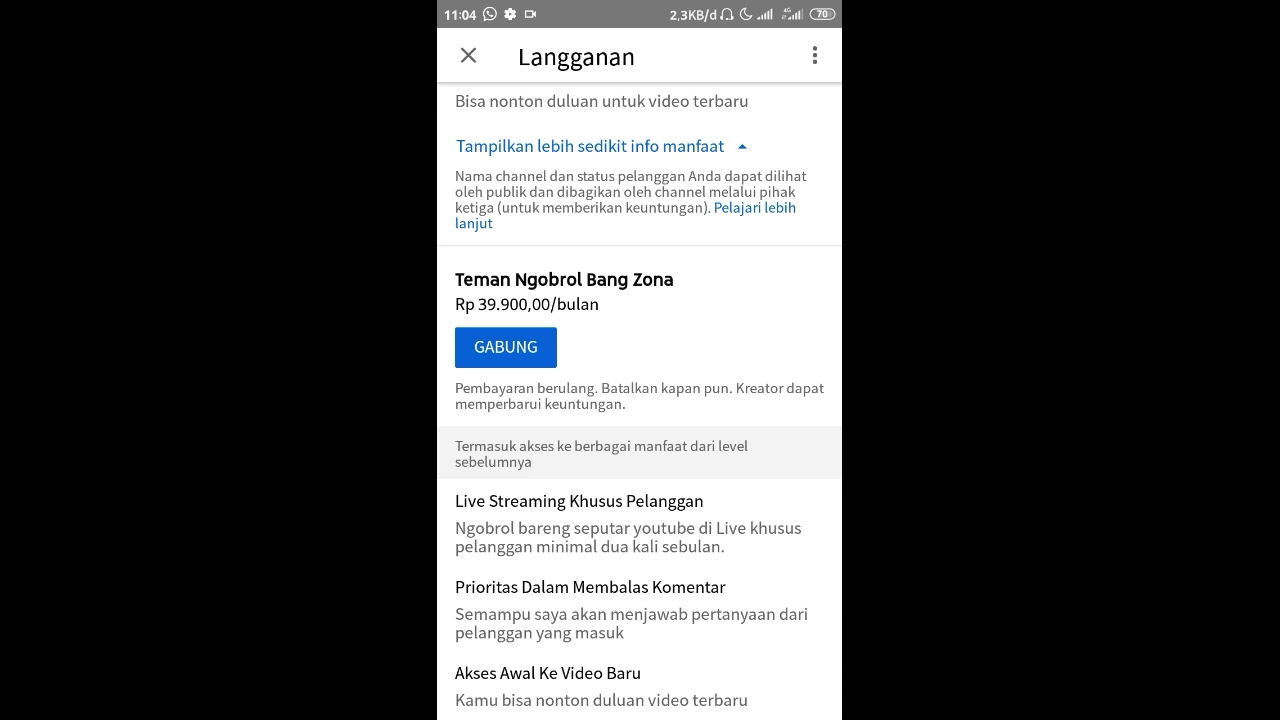 11:04 2,3KB/d 4G 70
Langganan
Bisa nonton duluan untuk video terbaru
Tampilkan lebih sedikit info manfaat
Nama channel dan status pelanggan Anda dapat dilihat
oleh publik dan dibagikan oleh channel melalui pihak
ketiga (untuk memberikan keuntungan). Pelajari lebih
lanjut
Teman Ngobrol Bang Zona
Rp 39.900,00/bulan
GABUNG
Pembayaran berulang. Batalkan kapan pun. Kreator dapat
memperbarui keuntungan.
Termasuk akses ke berbagai manfaat dari level
sebelumnya
Live Streaming Khusus Pelanggan
Ngobrol bareng seputar youtube di Live khusus
pelanggan minimal dua kali sebulan.
Prioritas Dalam Membalas Komentar
Semampu saya akan menjawab pertanyaan dari
pelanggan yang masuk
Akses Awal Ke Video Baru
Kamu bisa nonton duluan video terbaru